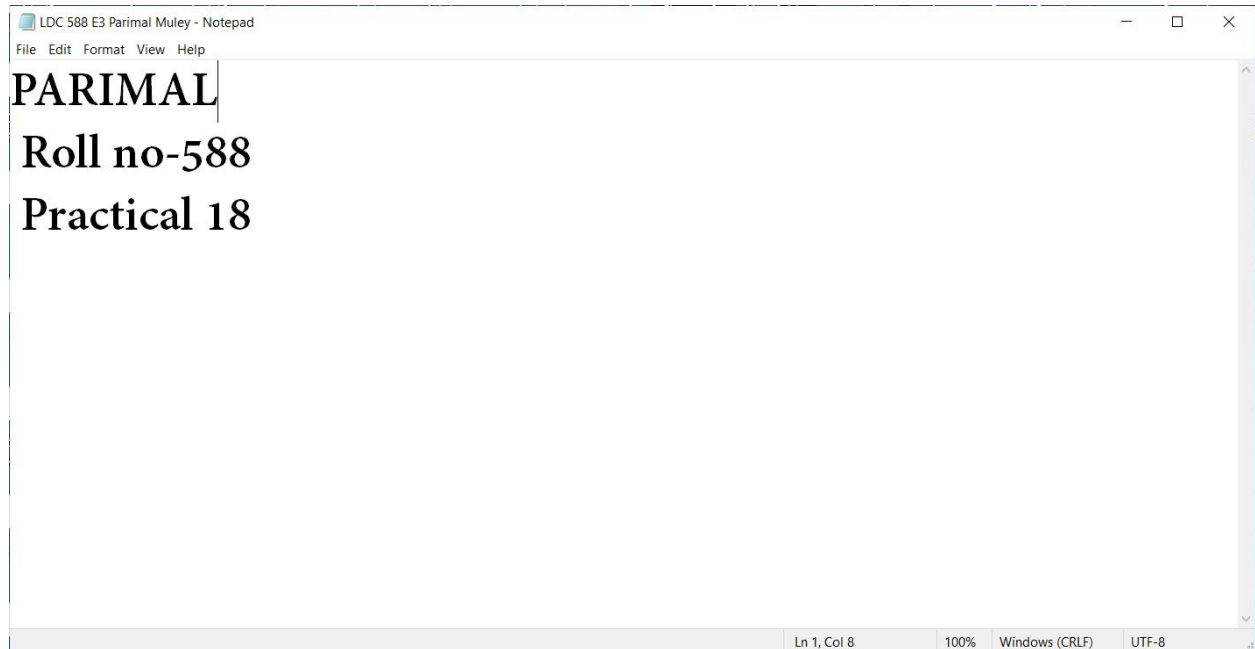 LDC 588 E3 Parimal Muley - Notepad
File Edit Format View Help
PARIMAL
Roll no-588
Practical 18
Ln 1, Col 8 100% Windows (CRLF) UTF-8